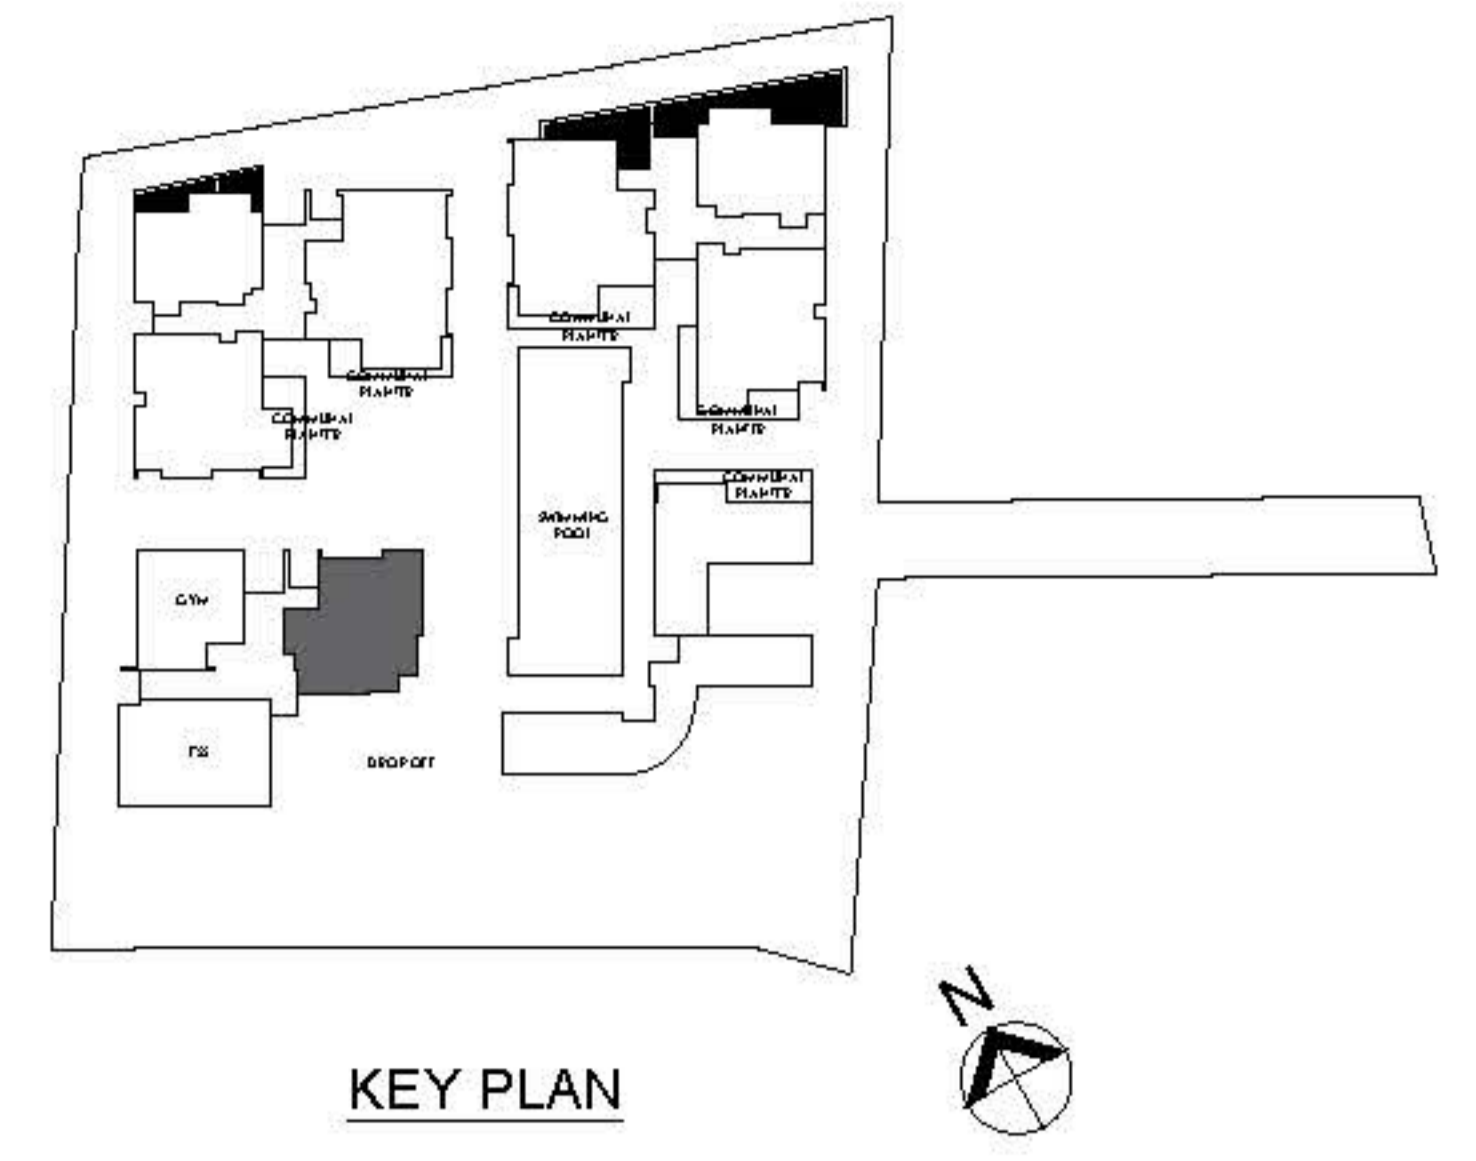 COMMUNAL
PLANTER
COMMUNAL
PLANTER
COMMUNAL
PLANTER
COMMUNAL
PLANTER
COMMUNAL
PLANTER
SWIMMING
POOL
GYM
DROP OFF
N
KEY PLAN